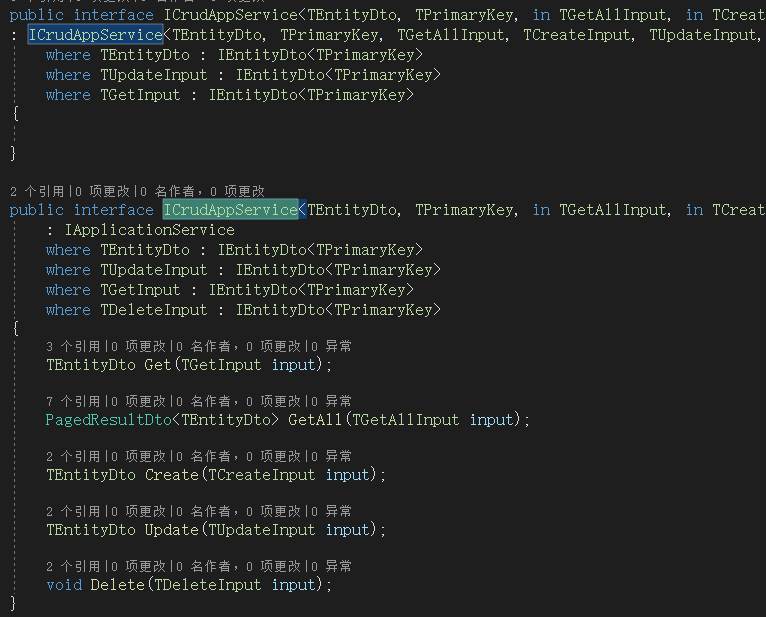 public interface ICrudAppService<TEntityDto, TPrimaryKey, in TGetAllInput, in TCreat
: ICrudAppService<TEntityDto, TPrimaryKey, TGetAllInput, TCreateInput, TUpdateInput,
where TEntityDto : IEntityDto<TPrimaryKey>
where TUpdateInput : IEntityDto<TPrimaryKey>
where TGetInput : IEntityDto<TPrimaryKey>
{
}
2 个引用|0 项更改|0 名作者，0 项更改
public interface ICrudAppService<TEntityDto, TPrimaryKey, in TGetAllInput, in TCreat
: IApplicationService
where TEntityDto : IEntityDto<TPrimaryKey>
where TUpdateInput : IEntityDto<TPrimaryKey>
where TGetInput : IEntityDto<TPrimaryKey>
where TDeleteInput : IEntityDto<TPrimaryKey>
{
3 个引用|0 项更改|0 名作者，0 项更改|0 异常
TEntityDto Get(TGetInput input);
7 个引用|0 项更改|0 名作者，0 项更改|0 异常
PagedResultDto<TEntityDto> GetAll(TGetAllInput input);
2 个引用|0 项更改|0 名作者，0 项更改|0 异常
TEntityDto Create(TCreateInput input);
2 个引用|0 项更改|0 名作者，0 项更改|0 异常
TEntityDto Update(TUpdateInput input);
2 个引用|0 项更改|0 名作者，0 项更改|0 异常
void Delete(TDeleteInput input);
}